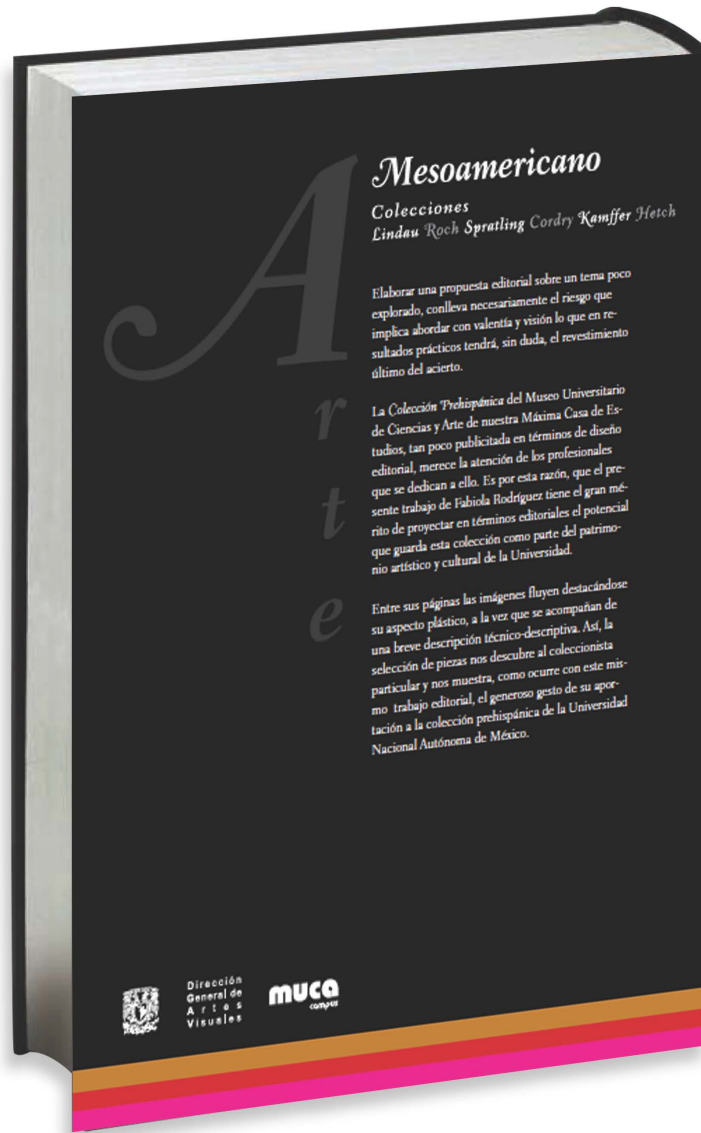 Arte
Mesoamericano
Colecciones
Lindau Roch Spratling Cordry Kamffer Hetch
Elaborar una propuesta editorial sobre un tema poco
explorado, conlleva necesariamente el riesgo que
implica abordar con valentía y visión lo que en re-
sultados prácticos tendrá, sin duda, el revestimiento
último del acierto.
La Colección Prehispánica del Museo Universitario
de Ciencias y Arte de nuestra Máxima Casa de Es-
tudios, tan poco publicitada en términos de diseño
editorial, merece la atención de los profesionales
que se dedican a ello. Es por esta razón, que el pre-
sente trabajo de Fabiola Rodríguez tiene el gran mé-
rito de proyectar en términos editoriales el potencial
que guarda esta colección como parte del patrimo-
nio artístico y cultural de la Universidad.
Entre sus páginas las imágenes fluyen destacándose
su aspecto plástico, a la vez que se acompañan de
una breve descripción técnico-descriptiva. Así, la
selección de piezas nos descubre al coleccionista
particular y nos muestra, como ocurre con este mis-
mo trabajo editorial, el generoso gesto de su apor-
tación a la colección prehispánica de la Universidad
Nacional Autónoma de México.
Dirección
General de
Artes
Visuales
muca
campus